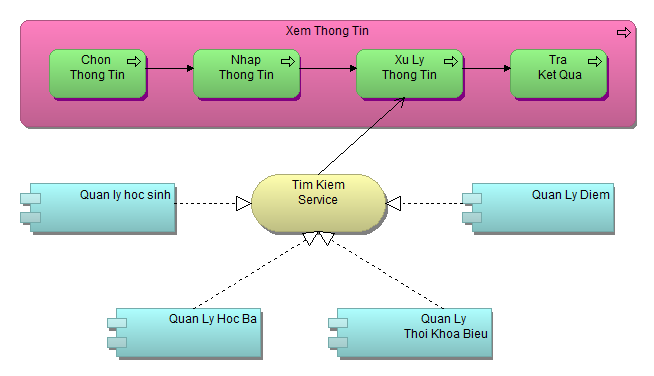 Xem Thong Tin
Chon
Thong Tin
Nhap
Thong Tin
Xu Ly
Thong Tin
Tra
Ket Qua
Tim Kiem
Service
Quan ly hoc sinh
Quan Ly Diem
Quan Ly Hoc Ba
Quan Ly
Thoi Khoa Bieu